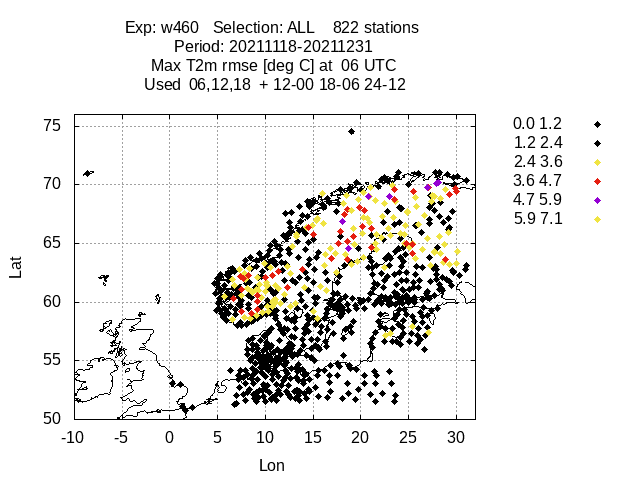 Exp: w460 Selection: ALL 822 stations
Period: 20211118-20211231
Max T2m rmse [deg C] at 06 UTC
Used 06,12,18 + 12-00 18-06 24-12
0.0 1.2
1.2 2.4
2.4 3.6
3.6 4.7
4.7 5.9
5.9 7.1
75
70
65
60
55
50
Lat
-10 -5 0 5 10 15 20 25 30
Lon